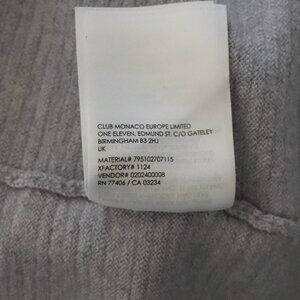 CLUB MONACO EUROPE LIMITED
ONE ELEVEN, EDMUND ST. C/O GATELEY
BIRMINGHAM B3 2HJ
UK
MATERIAL# 795102707115
XFACTORY# 1124
VENDOR# 0202400008
RN 77406 / CA 03234